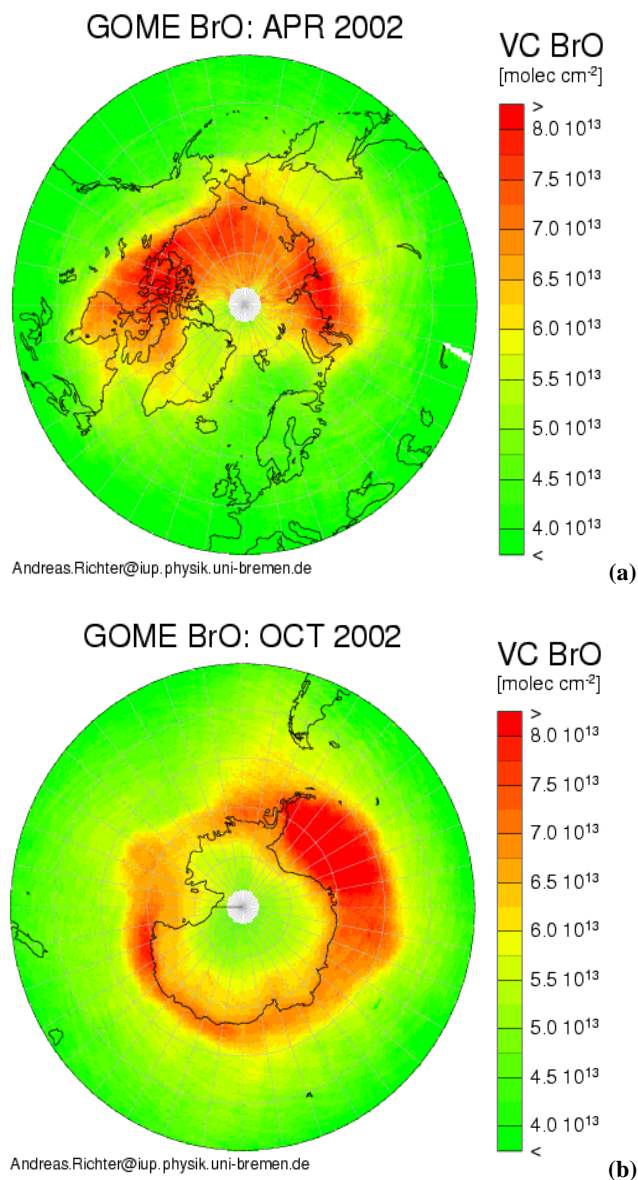 GOME BrO: APR 2002
VC BrO
[molec cm⁻²]
>
8.0 10¹³
7.5 10¹³
7.0 10¹³
6.5 10¹³
6.0 10¹³
5.5 10¹³
5.0 10¹³
4.5 10¹³
4.0 10¹³
<
Andreas.Richter@iup.physik.uni-bremen.de
(a)
GOME BrO: OCT 2002
VC BrO
[molec cm⁻²]
>
8.0 10¹³
7.5 10¹³
7.0 10¹³
6.5 10¹³
6.0 10¹³
5.5 10¹³
5.0 10¹³
4.5 10¹³
4.0 10¹³
<
Andreas.Richter@iup.physik.uni-bremen.de
(b)